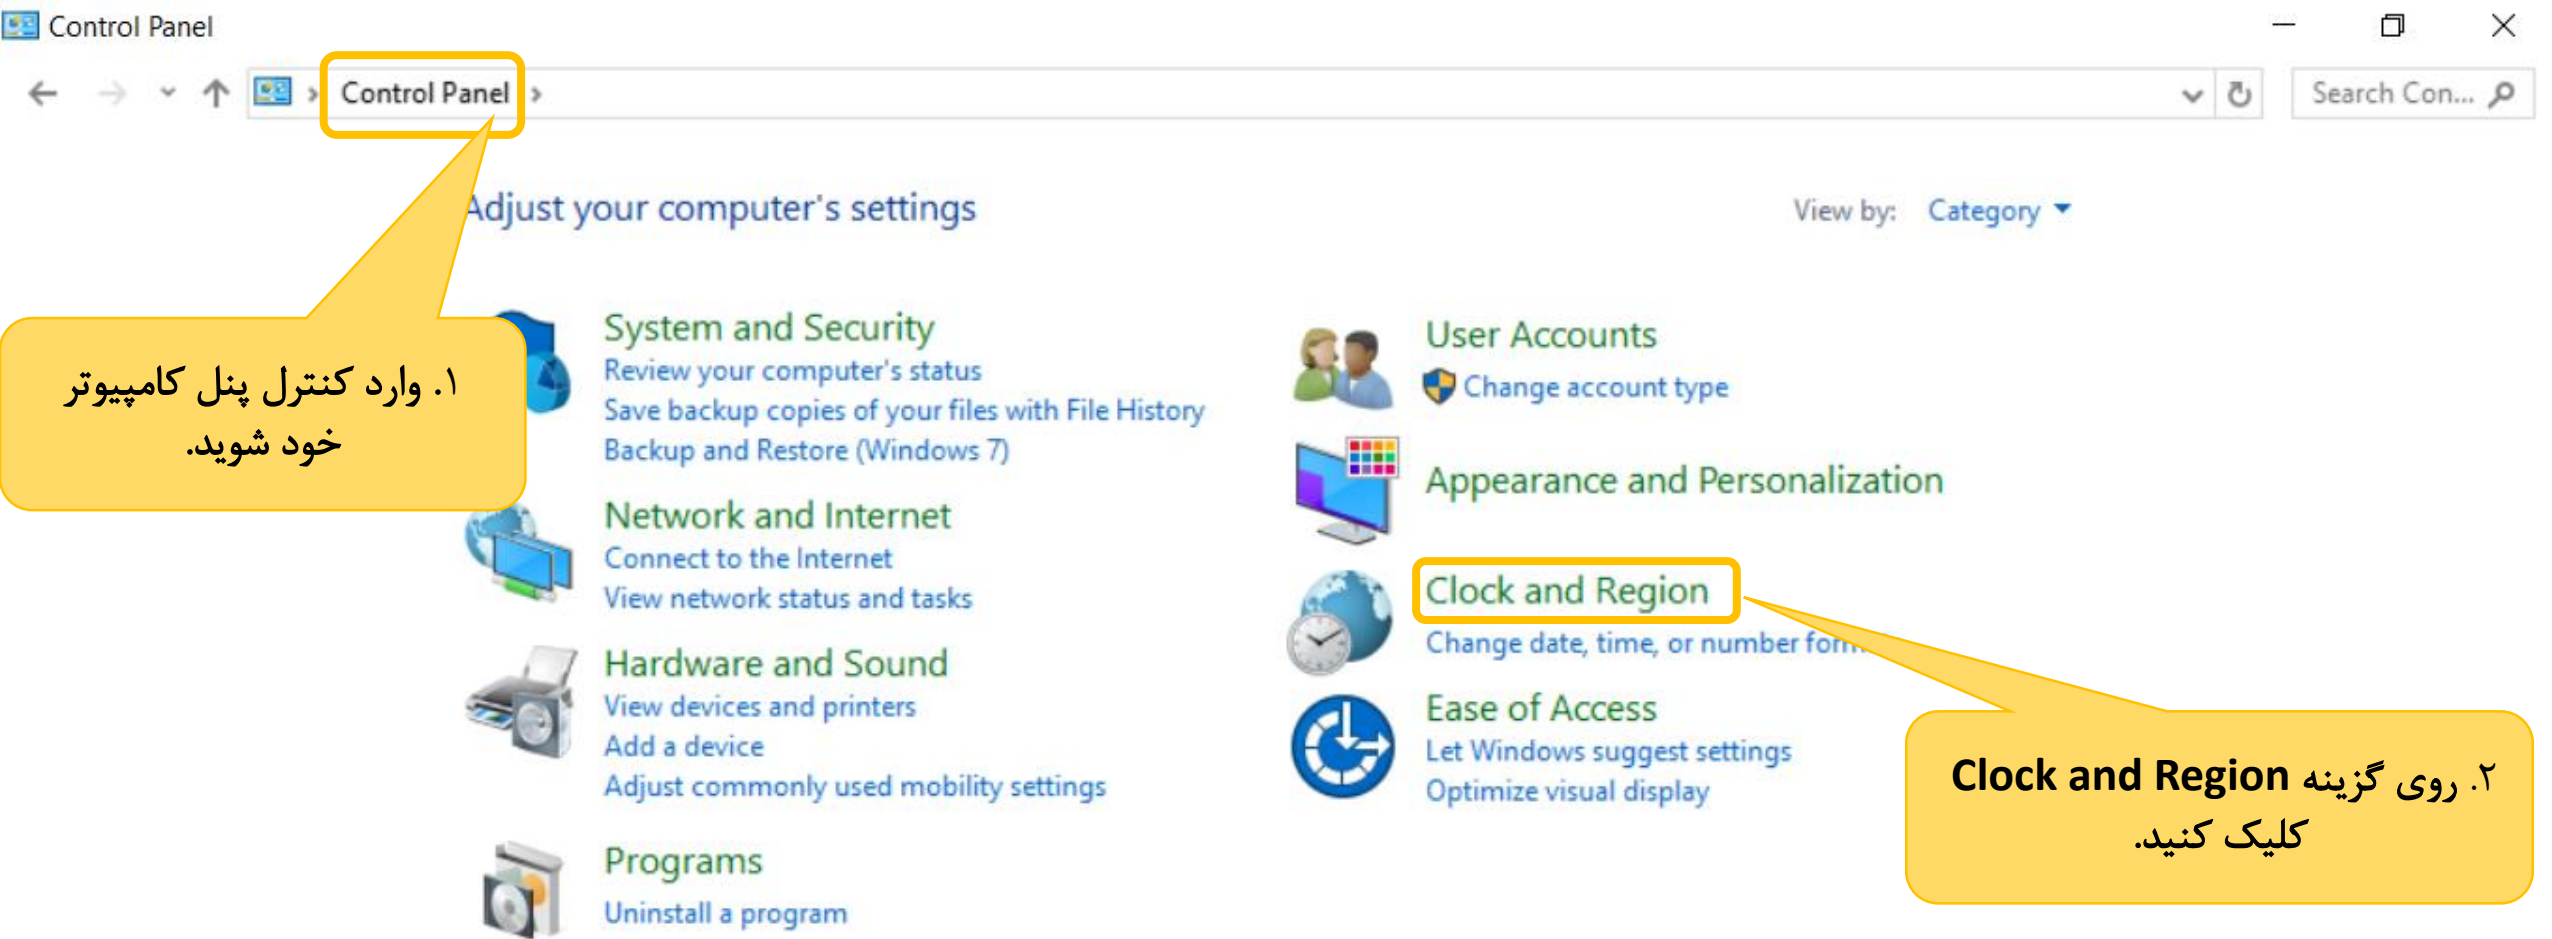 Control Panel
Control Panel
Search Con...
Adjust your computer's settings
View by: Category
۱. وارد کنترل پنل کامپیوتر
خود شوید.
System and Security
Review your computer's status
Save backup copies of your files with File History
Backup and Restore (Windows 7)
Network and Internet
Connect to the Internet
View network status and tasks
Hardware and Sound
View devices and printers
Add a device
Adjust commonly used mobility settings
Programs
Uninstall a program
User Accounts
Change account type
Appearance and Personalization
Clock and Region
Change date, time, or number
Ease of Access
Let Windows suggest settings
Optimize visual display
۲. روی گزینه Clock and Region
کلیک کنید.